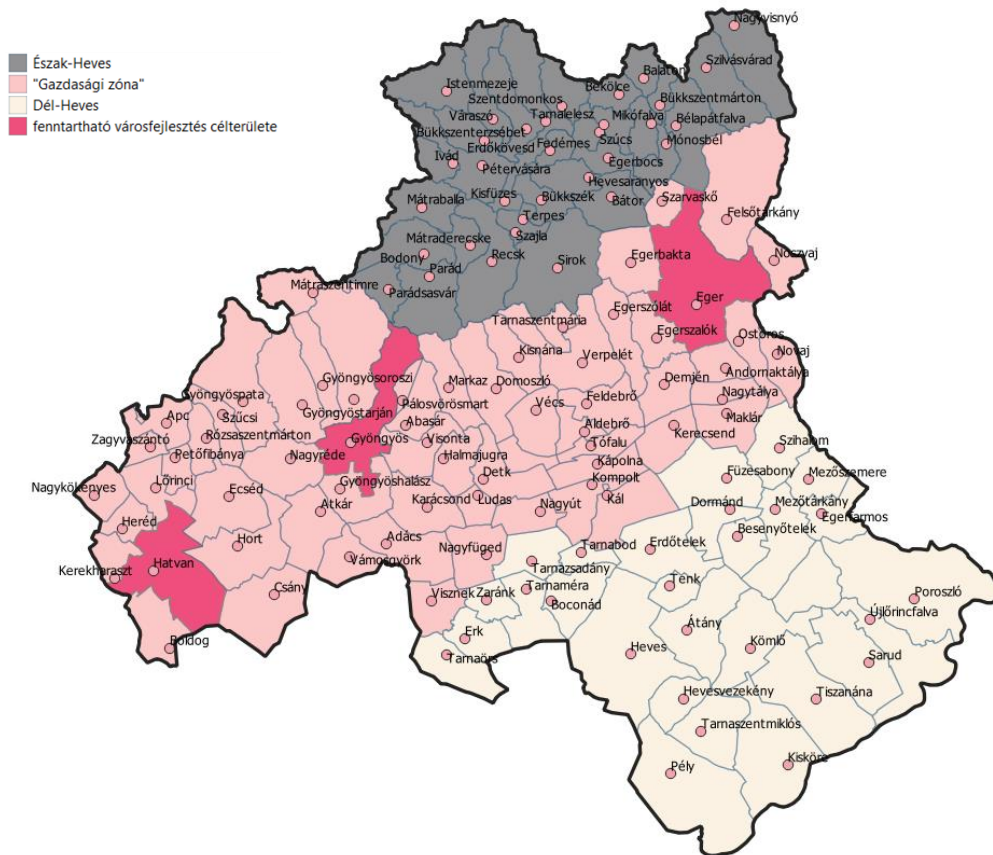 Észak-Heves
"Gazdasági zóna"
Dél-Heves
fenntartható városfejlesztés célterülete
Nagyvisnyó
Szilvásvárad
Balaton
Bekölce
Istenmezeje
Szentdomonkos
Bükkszentmárton
Váraszó
Tarnalelesz
Mikófalva
Bélapátfalva
Bükkszenterzsébet
Szúcs
Erdőkövesd
Fedémes
Mónosbél
Ivád
Pétervására
Egerbocs
Hevesaranyos
Kisfüzes
Bükkszék
Bátor
Szarvaskő
Mátraballa
Terpes
Felsőtárkány
Mátraderecske
Szajla
Bodony
Recsk
Sirok
Egerbakta
Noszvaj
Parád
Mátraszentimre
Parádsasvár
Eger
Egerszólát
Tarnaszentmária
Egerszalók
Ostoros
Kisnána
Verpelét
Novaj
Andornaktálya
Gyöngyösoroszi
Markaz
Domoszló
Demjén
Nagytálya
Gyöngyöspata
Pálosvörösmart
Feldebrő
Apc
Szűcsi
Gyöngyöstarján
Vécs
Maklár
Abasár
Aldebrő
Kerecsend
Zagyvaszántó
Rózsaszentmárton
Gyöngyös
Visonta
Tófalu
Szihalom
Petőfibánya
Nagyréde
Halmajugra
Kápolna
Füzesabony
Mezőszemere
Nagykökényes
Lőrinci
Gyöngyöshalász
Detk
Kompolt
Ecséd
Karácsond
Ludas
Nagyút
Kál
Dormánd
Mezőtárkány
Atkár
Egerfarmos
Heréd
Besenyőtelek
Hort
Adács
Nagyfüged
Tarnabod
Erdőtelek
Vámosgyörk
Hatvan
Tarnazsadány
Kerekharaszt
Csány
Tarnaméra
Tenk
Visznek
Zaránk
Boconád
Poroszló
Újlőrincfalva
Átány
Boldog
Erk
Heves
Kömlő
Tarnaörs
Sarud
Hevesvezekény
Tiszanána
Tarnaszentmiklós
Pély
Kisköre